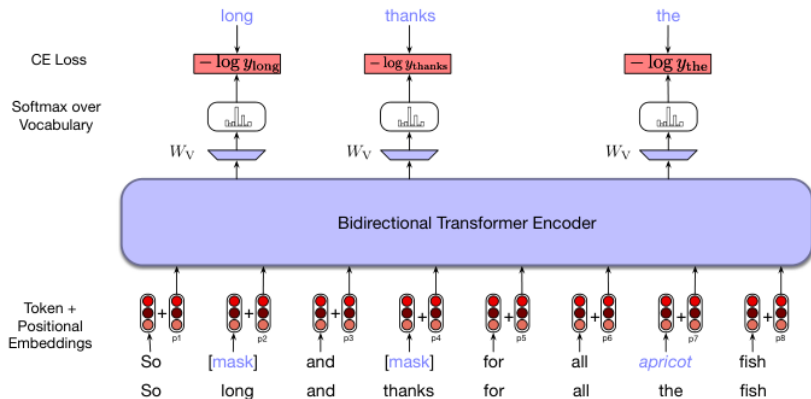 long thanks the
CE Loss − log y_long − log y_thanks − log y_the
Softmax over
Vocabulary
W_V W_V W_V
Bidirectional Transformer Encoder
Token +
Positional
Embeddings
+ + + + + + + +
p1 p2 p3 p4 p5 p6 p7 p8
So [mask] and [mask] for all apricot fish
So long and thanks for all the fish